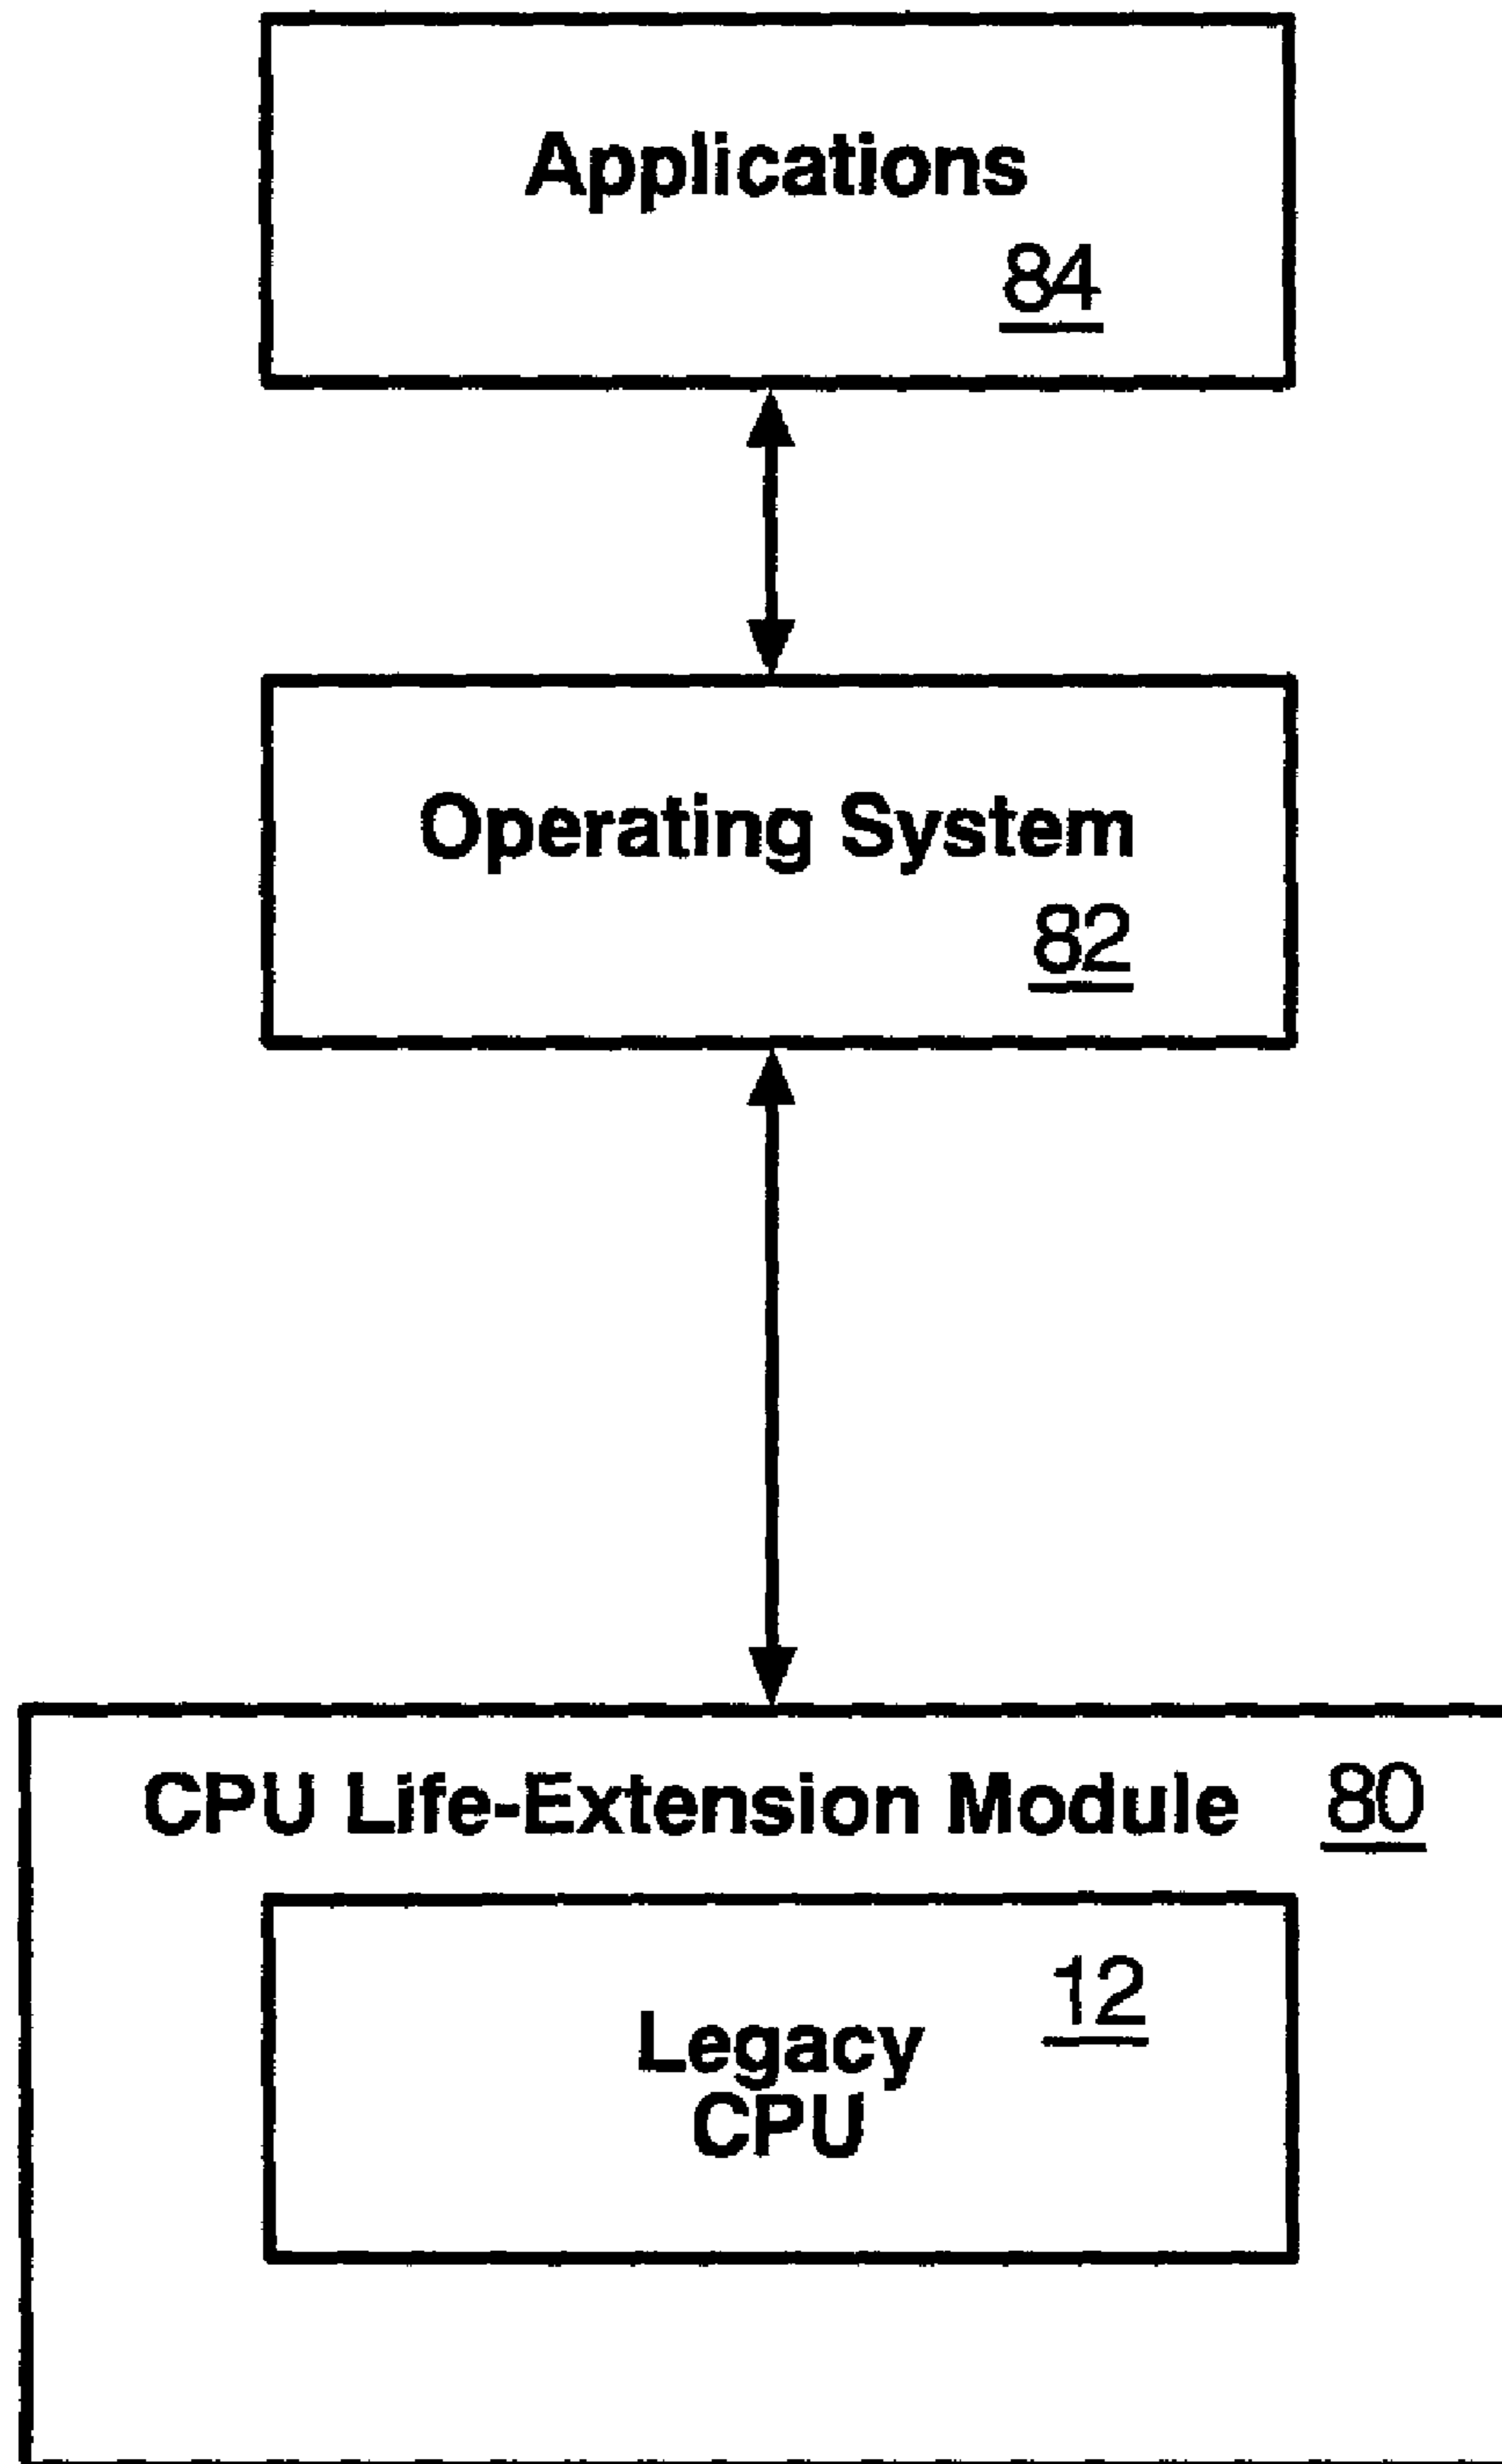 Applications
84
Operating System
82
CPU Life-Extension Module 80
12
Legacy
CPU